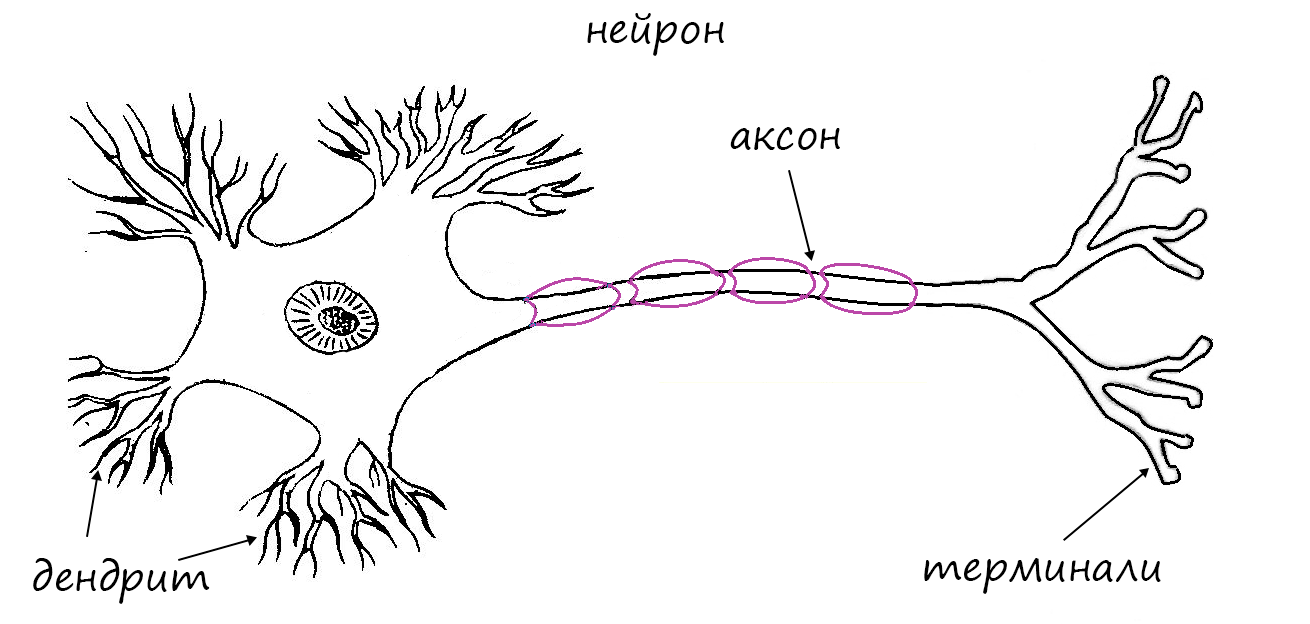 нейрон
аксон
дендрит
терминали